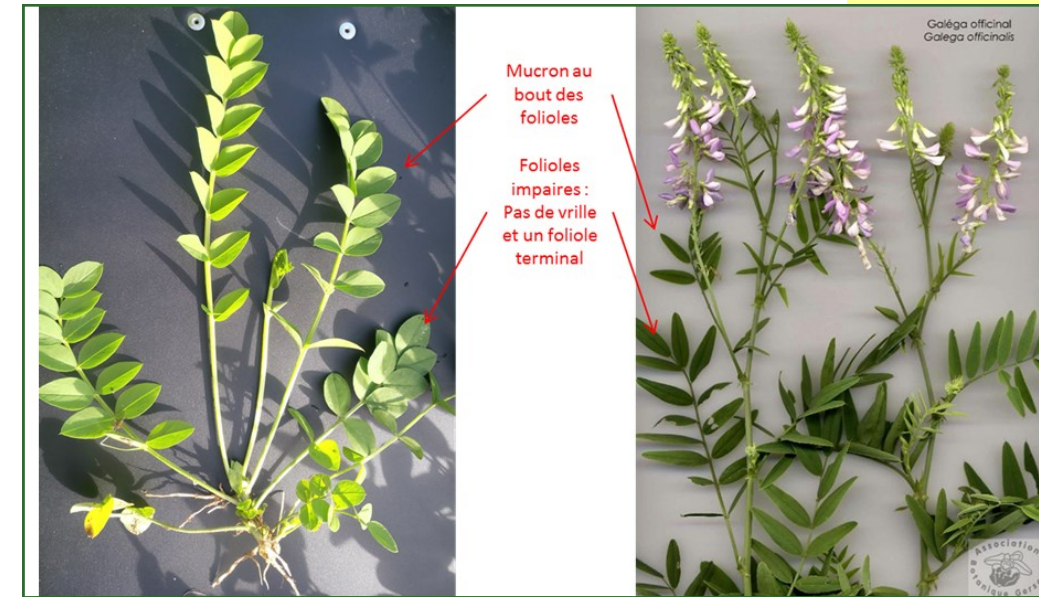 Galéga officinal
Galega officinalis
Mucron au
bout des
folioles
Folioles
impaires :
Pas de vrille
et un foliole
terminal
Association
Botanique Gers